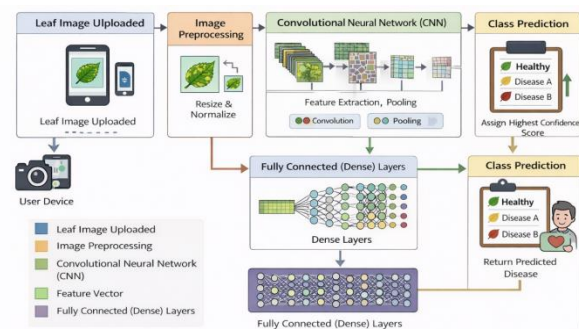 Leaf Image Ulploaded
Leaf Image Uploaded
User Device
Image Preprocessing
Resize & Normalize
Convolutional Neural Network (CNN)
Feature Extraction, Pooling
Convolution
Pooling
Class Prediction
Healthy
Disease A
Disease B
Assign Highest Confidence
Score
Fully Connected (Dense) Layers
Dense Layers
Class Prediction
Healthy
Disease A
Disease B
Return Predicted
Disease
Leaf Image Uploaded
Image Preprocessing
Convolutional Neural Network
(CNN)
Feature Vector
Fully Connected (Dense) Layers
Fully Connected (Dense) Layers